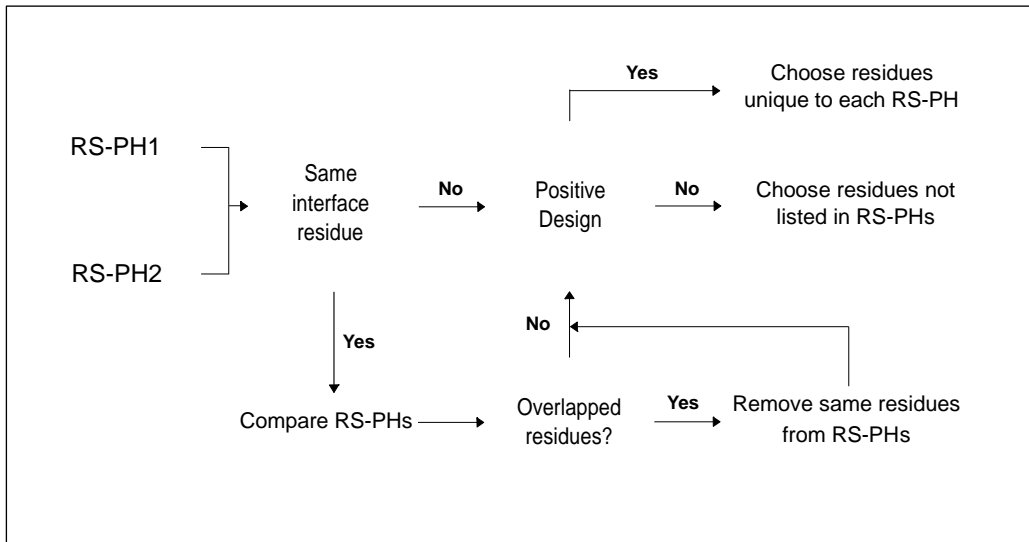 Yes
Choose residues
unique to each RS-PH
RS-PH1
Same
interface
residue
No
Positive
Design
No
Choose residues not
listed in RS-PHs
RS-PH2
Yes
No
Compare RS-PHs
Overlapped
residues?
Yes
Remove same residues
from RS-PHs